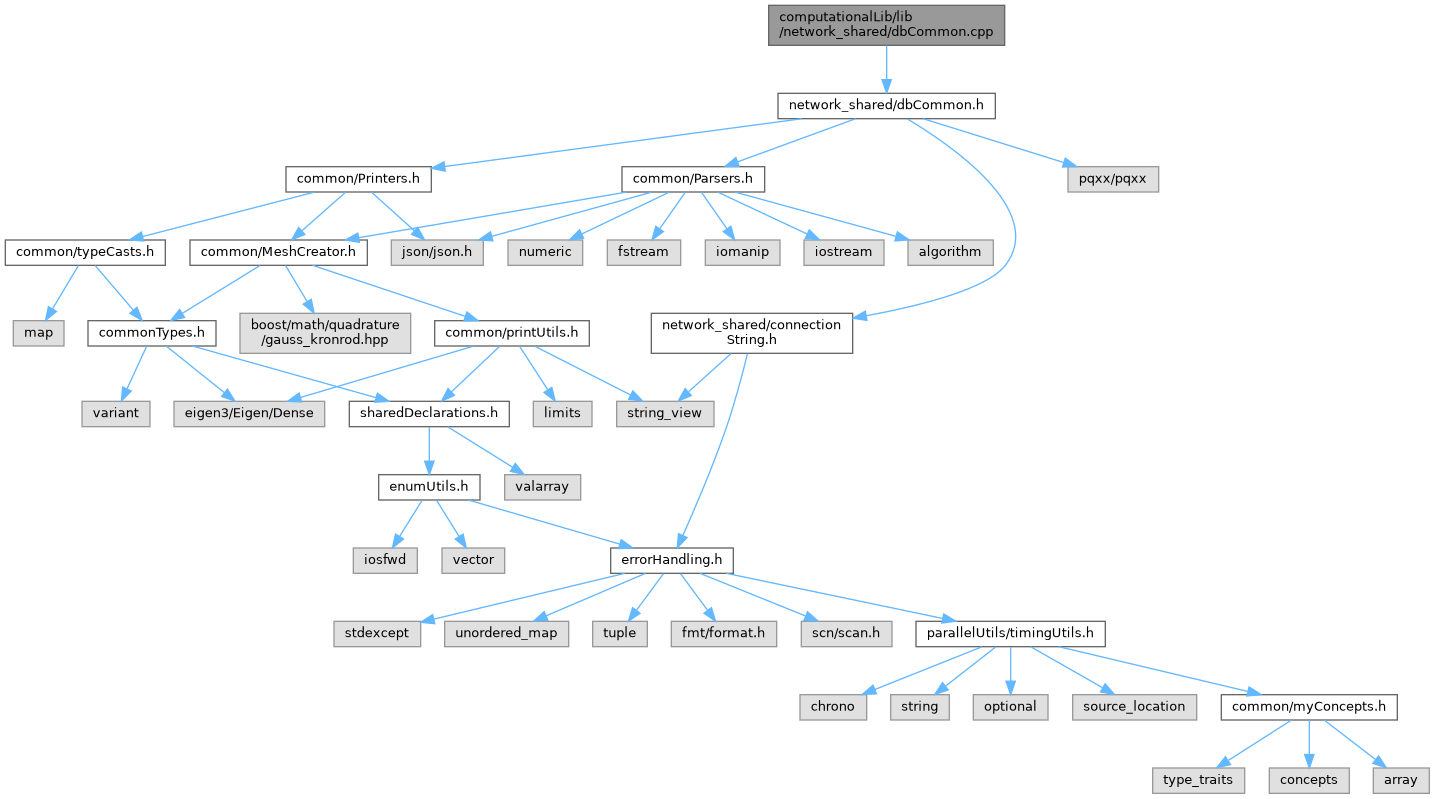 computationalLib/lib
/network_shared/dbCommon.cpp
network_shared/dbCommon.h
common/Printers.h
common/Parsers.h
pqxx/pqxx
common/typeCasts.h
common/MeshCreator.h
json/json.h
numeric
fstream
iomanip
iostream
algorithm
map
commonTypes.h
boost/math/quadrature
/gauss_kronrod.hpp
common/printUtils.h
network_shared/connection
String.h
variant
eigen3/Eigen/Dense
sharedDeclarations.h
limits
string_view
enumUtils.h
valarray
iosfwd
vector
errorHandling.h
stdexcept
unordered_map
tuple
fmt/format.h
scn/scan.h
parallelUtils/timingUtils.h
chrono
string
optional
source_location
common/myConcepts.h
type_traits
concepts
array